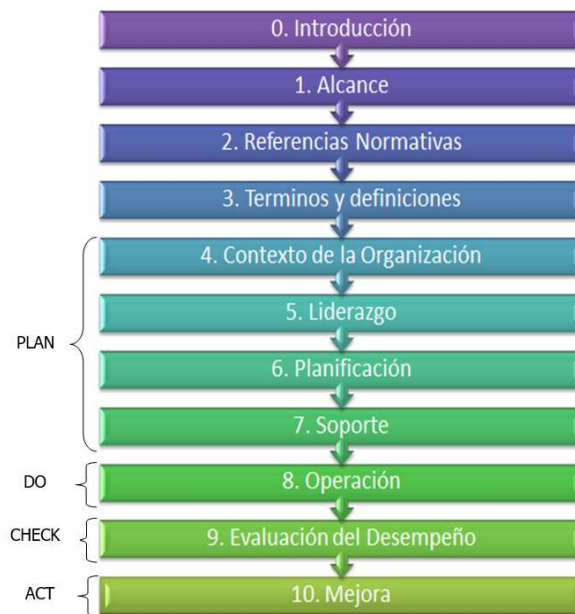 0. Introducción
1. Alcance
2. Referencias Normativas
3. Terminos y definiciones
4. Contexto de la Organización
5. Liderazgo
PLAN
6. Planificación
7. Soporte
DO
8. Operación
CHECK
9. Evaluación del Desempeño
ACT
10. Mejora